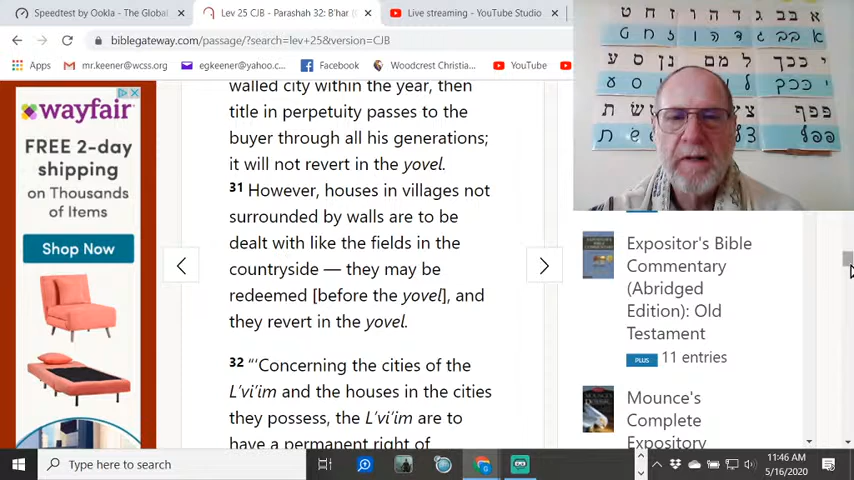 Speedtest by Ookla - The Global
Lev 25 CJB - Parashah 32: B'har (
Live streaming - YouTube Studio
biblegateway.com/passage/?search=lev+25&version=CJB
Apps
mr.keener@wcss.org
egkeener@yahoo.c...
Facebook
Woodcrest Christia...
YouTube
wayfair
FREE 2-day
shipping
on Thousands
of Items
Shop Now
walled city within the year, then
title in perpetuity passes to the
buyer through all his generations;
it will not revert in the yovel.
31 However, houses in villages not
surrounded by walls are to be
dealt with like the fields in the
countryside — they may be
redeemed [before the yovel], and
they revert in the yovel.
32 “‘Concerning the cities of the
L’vi’im and the houses in the cities
they possess, the L’vi’im are to
have a permanent right of
א בב ג ד ה ו ז ח ט
י ככך ל מם נן ס ע
פפף
Expositor's Bible
Commentary
(Abridged
Edition): Old
Testament
PLUS 11 entries
Mounce's
Complete
Expository
Type here to search
11:46 AM
5/16/2020